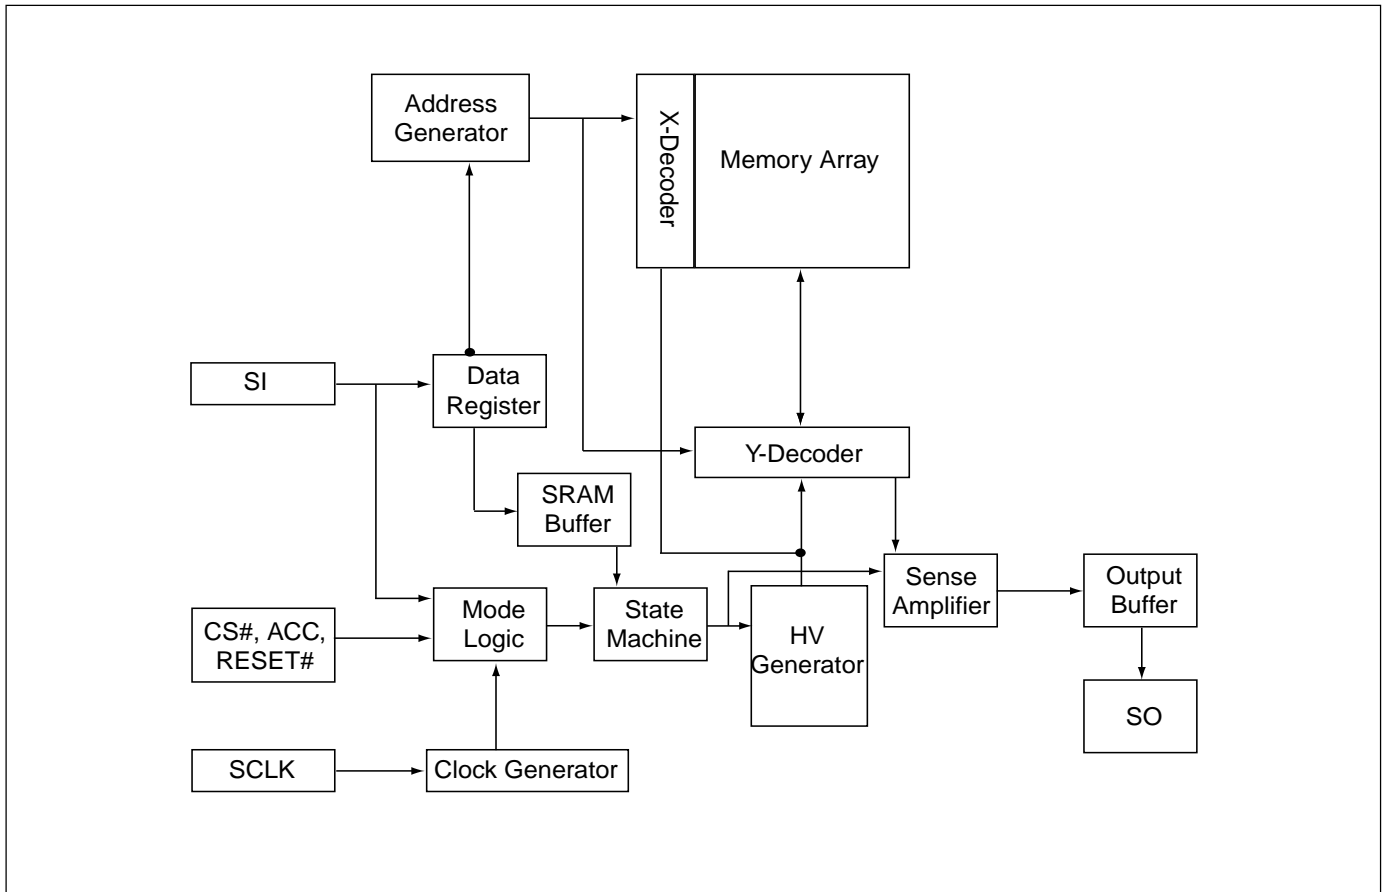 Address
Generator
X-Decoder
Memory Array
SI
Data
Register
Y-Decoder
SRAM
Buffer
Sense
Amplifier
Output
Buffer
CS#, ACC,
RESET#
Mode
Logic
State
Machine
HV
Generator
SO
SCLK
Clock Generator